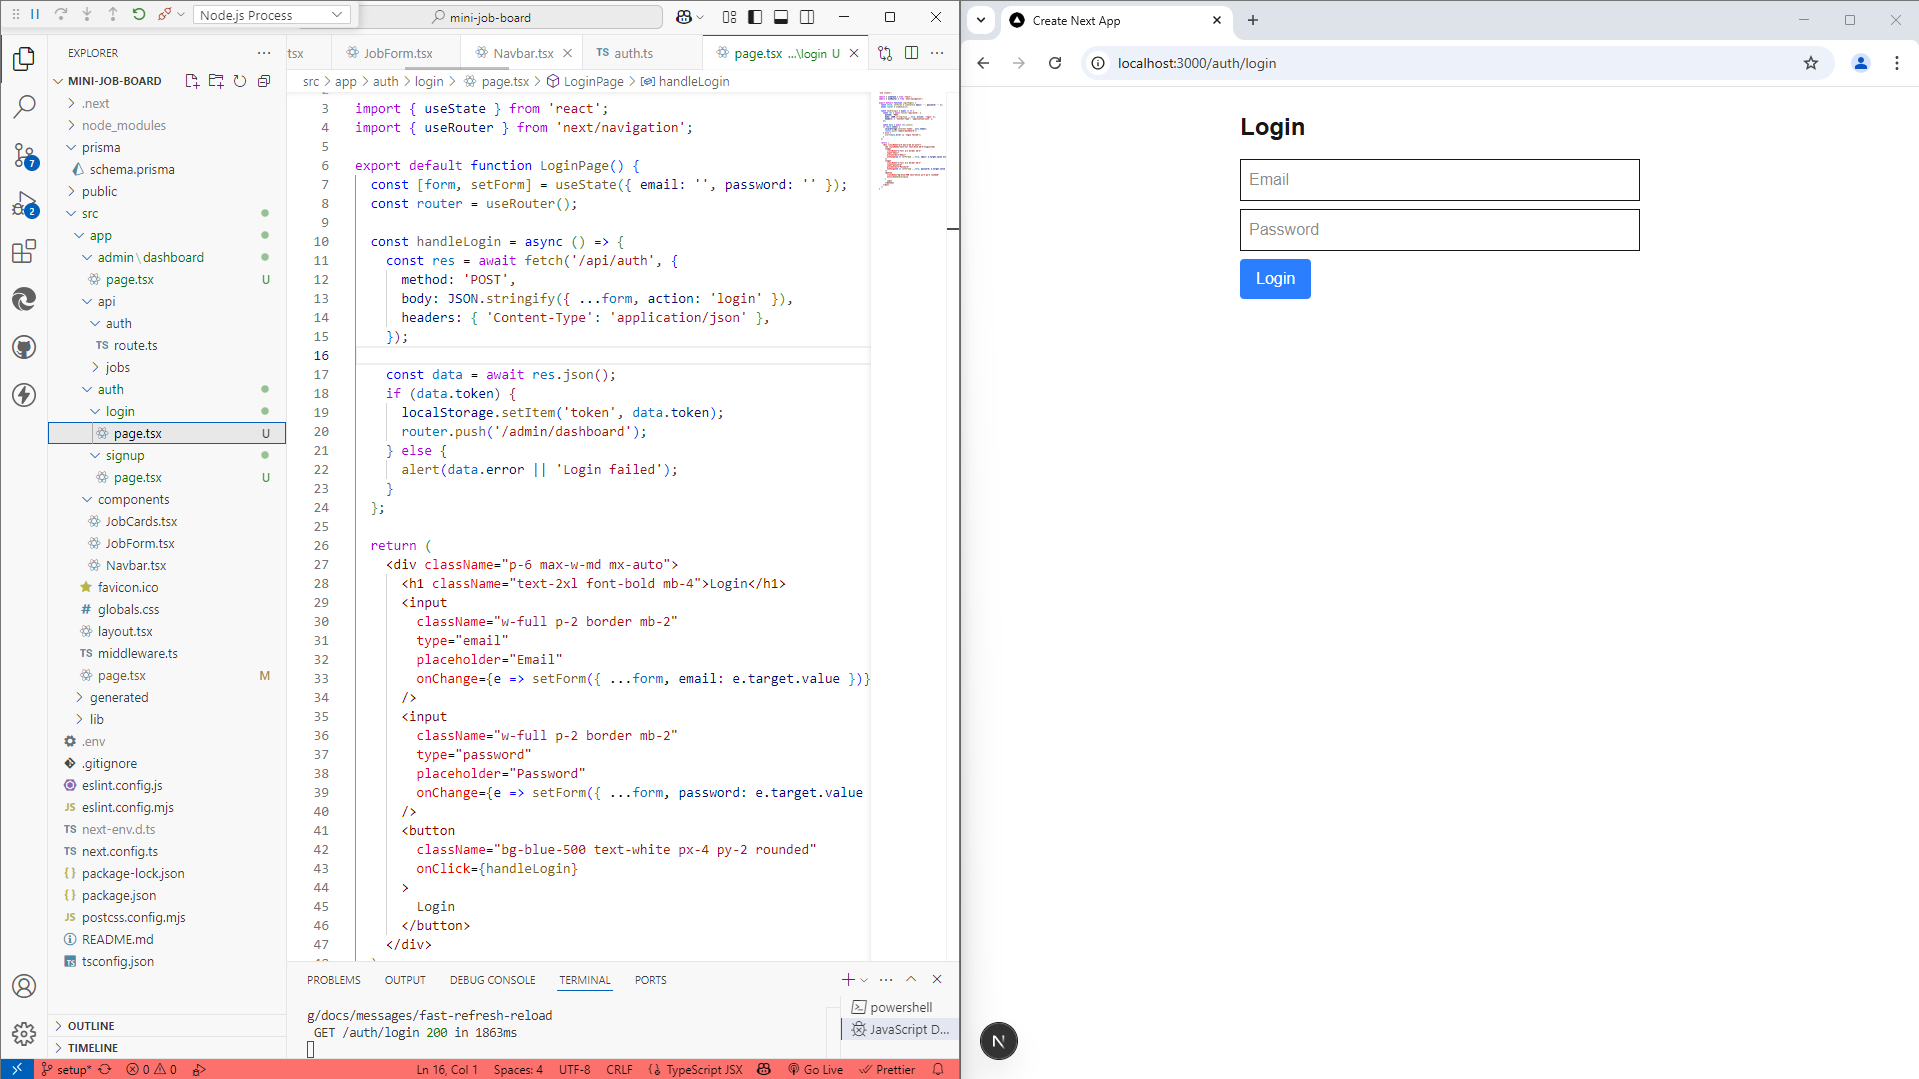 Node.js Process
mini-job-board
EXPLORER
MINI-JOB-BOARD
.next
node_modules
prisma
schema.prisma
public
src
app
admin\dashboard
page.tsx U
api
auth
TS route.ts
jobs
auth
login
page.tsx U
signup
page.tsx U
components
JobCards.tsx
JobForm.tsx
Navbar.tsx
favicon.ico
# globals.css
layout.tsx
TS middleware.ts
page.tsx M
generated
lib
.env
.gitignore
eslint.config.js
JS eslint.config.mjs
TS next-env.d.ts
TS next.config.ts
{} package-lock.json
{} package.json
JS postcss.config.mjs
README.md
TS tsconfig.json
OUTLINE
TIMELINE
7
2
tsx
JobForm.tsx
Navbar.tsx
TS auth.ts
page.tsx ...\login U
src > app > auth > login > page.tsx > LoginPage > handleLogin
3 import { useState } from 'react';
4 import { useRouter } from 'next/navigation';
5
6 export default function LoginPage() {
7 const [form, setForm] = useState({ email: '', password: '' });
8 const router = useRouter();
9
10 const handleLogin = async () => {
11 const res = await fetch('/api/auth', {
12 method: 'POST',
13 body: JSON.stringify({ ...form, action: 'login' }),
14 headers: { 'Content-Type': 'application/json' },
15 });
16
17 const data = await res.json();
18 if (data.token) {
19 localStorage.setItem('token', data.token);
20 router.push('/admin/dashboard');
21 } else {
22 alert(data.error || 'Login failed');
23 }
24 };
25
26 return (
27 <div className="p-6 max-w-md mx-auto">
28 <h1 className="text-2xl font-bold mb-4">Login</h1>
29 <input
30 className="w-full p-2 border mb-2"
31 type="email"
32 placeholder="Email"
33 onChange={e => setForm({ ...form, email: e.target.value })}
34 />
35 <input
36 className="w-full p-2 border mb-2"
37 type="password"
38 placeholder="Password"
39 onChange={e => setForm({ ...form, password: e.target.value
40 />
41 <button
42 className="bg-blue-500 text-white px-4 py-2 rounded"
43 onClick={handleLogin}
44 >
45 Login
46 </button>
47 </div>
PROBLEMS OUTPUT DEBUG CONSOLE TERMINAL PORTS
g/docs/messages/fast-refresh-reload
GET /auth/login 200 in 1863ms
powershell
JavaScript D...
setup* 0 0 Ln 16, Col 1 Spaces: 4 UTF-8 CRLF {} TypeScript JSX Go Live Prettier
Create Next App
localhost:3000/auth/login
Login
Email
Password
Login
N